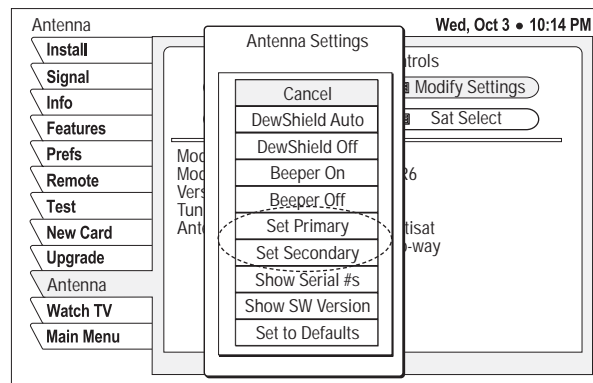 Antenna
Wed, Oct 3 • 10:14 PM
Install
Signal
Info
Features
Prefs
Remote
Test
New Card
Upgrade
Antenna
Watch TV
Main Menu
Antenna Settings
Cancel
DewShield Auto
DewShield Off
Beeper On
Beeper Off
Set Primary
Set Secondary
Show Serial #s
Show SW Version
Set to Defaults
trols
Modify Settings
Sat Select
Mod
Mod
Vers
Tun
Ante
tisat
-way